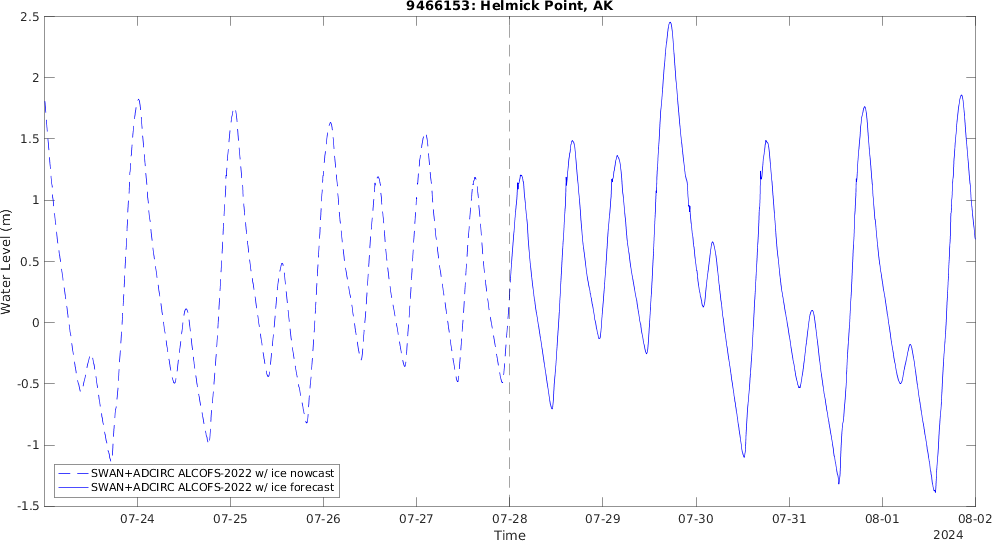 9466153: Helmick Point, AK
2.5
2
1.5
1
0.5
0
-0.5
-1
-1.5
Water Level (m)
SWAN+ADCIRC ALCOFS-2022 w/ ice nowcast
SWAN+ADCIRC ALCOFS-2022 w/ ice forecast
07-24 07-25 07-26 07-27 07-28 07-29 07-30 07-31 08-01 08-02
Time
2024